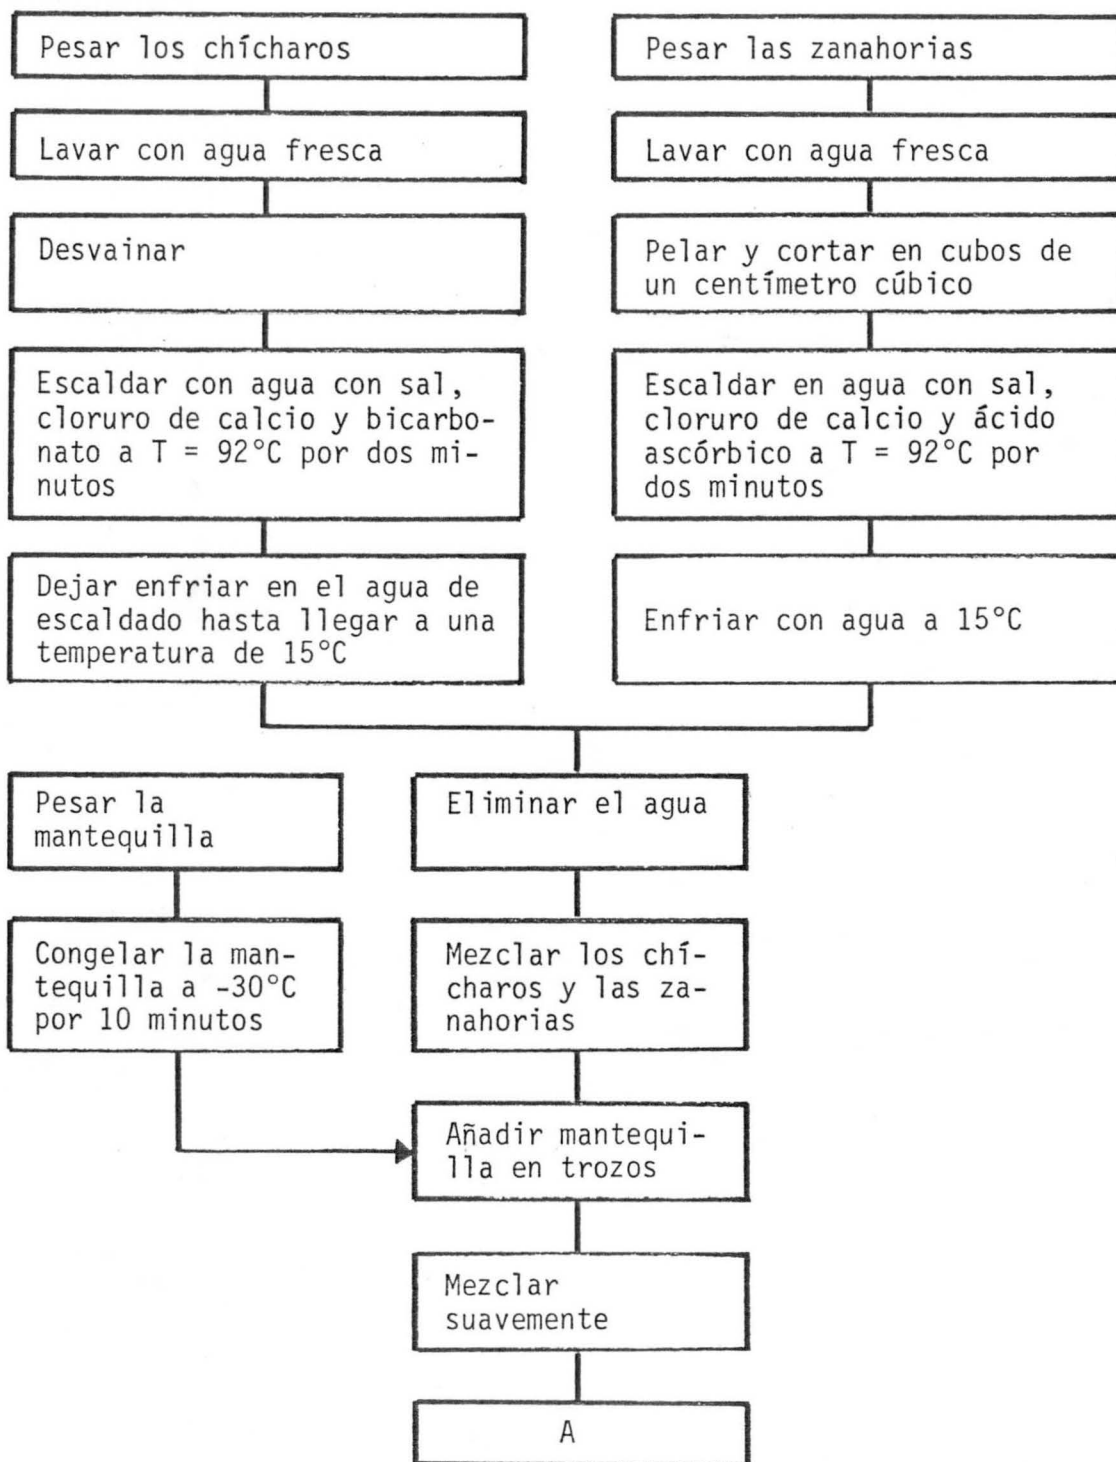 Pesar los chícharos
Lavar con agua fresca
Desvainar
Escaldar con agua con sal,
cloruro de calcio y bicarbo-
nato a T = 92°C por dos mi-
nutos
Dejar enfriar en el agua de
escaldado hasta llegar a una
temperatura de 15°C
Pesar las zanahorias
Lavar con agua fresca
Pelar y cortar en cubos de
un centímetro cúbico
Escaldar en agua con sal,
cloruro de calcio y ácido
ascórbico a T = 92°C por
dos minutos
Enfriar con agua a 15°C
Pesar la
mantequilla
Congelar la man-
tequilla a -30°C
por 10 minutos
Eliminar el agua
Mezclar los chí-
charos y las za-
nahorias
Añadir mantequi-
lla en trozos
Mezclar
suavemente
A